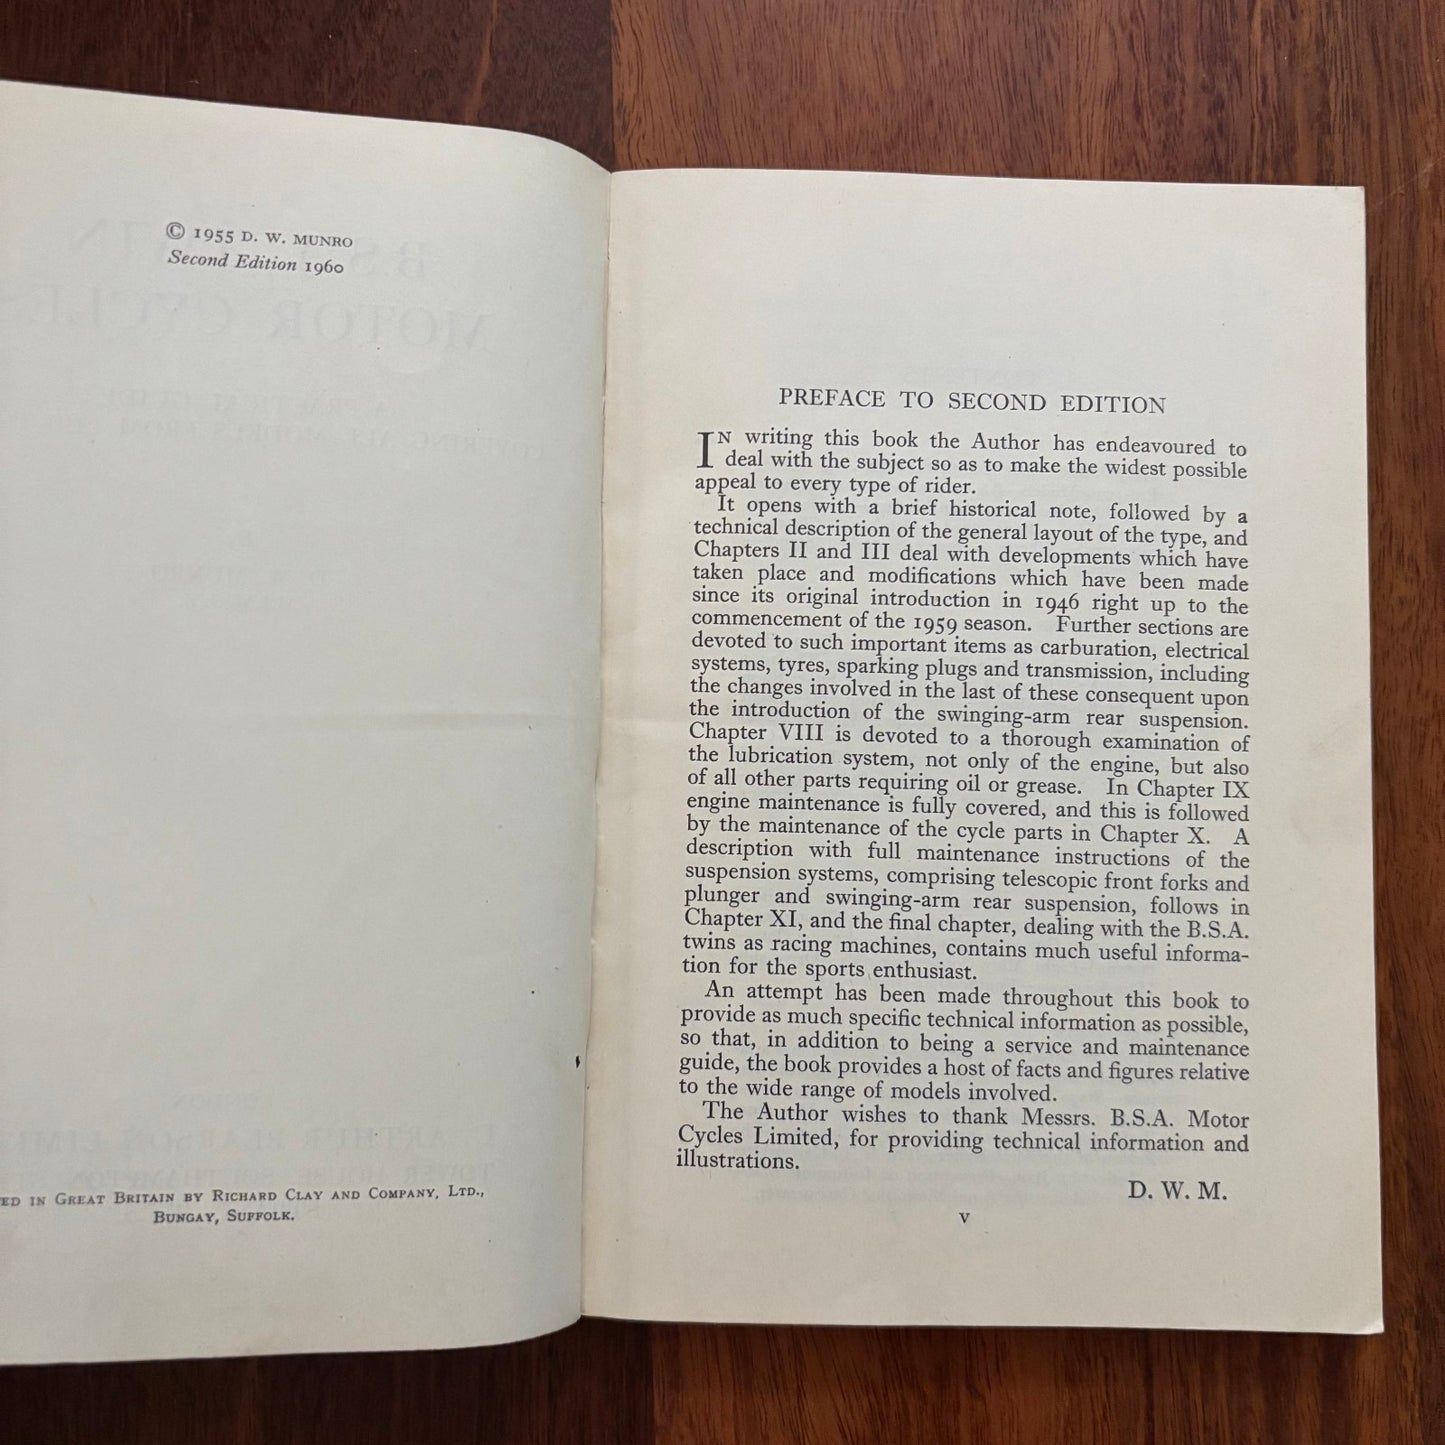 © 1955 D. W. MUNRO
Second Edition 1960
ED IN GREAT BRITAIN BY RICHARD CLAY AND COMPANY, LTD.,
BUNGAY, SUFFOLK.
PREFACE TO SECOND EDITION
IN writing this book the Author has endeavoured to
deal with the subject so as to make the widest possible
appeal to every type of rider.
It opens with a brief historical note, followed by a
technical description of the general layout of the type, and
Chapters II and III deal with developments which have
taken place and modifications which have been made
since its original introduction in 1946 right up to the
commencement of the 1959 season. Further sections are
devoted to such important items as carburation, electrical
systems, tyres, sparking plugs and transmission, including
the changes involved in the last of these consequent upon
the introduction of the swinging-arm rear suspension.
Chapter VIII is devoted to a thorough examination of
the lubrication system, not only of the engine, but also
of all other parts requiring oil or grease. In Chapter IX
engine maintenance is fully covered, and this is followed
by the maintenance of the cycle parts in Chapter X. A
description with full maintenance instructions of the
suspension systems, comprising telescopic front forks and
plunger and swinging-arm rear suspension, follows in
Chapter XI, and the final chapter, dealing with the B.S.A.
twins as racing machines, contains much useful informa-
tion for the sports enthusiast.
An attempt has been made throughout this book to
provide as much specific technical information as possible,
so that, in addition to being a service and maintenance
guide, the book provides a host of facts and figures relative
to the wide range of models involved.
The Author wishes to thank Messrs. B.S.A. Motor
Cycles Limited, for providing technical information and
illustrations.
D. W. M.
v